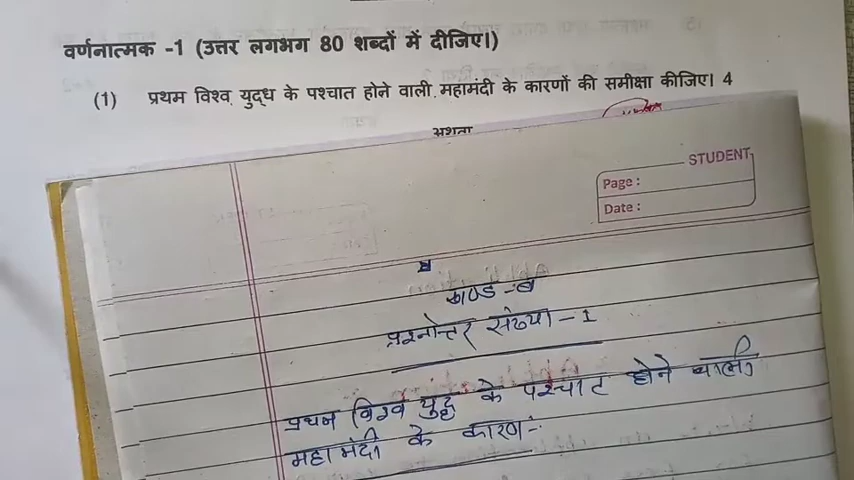 वर्णनात्मक -1 (उत्तर लगभग 80 शब्दों में दीजिए।)
(1) प्रथम विश्व युद्ध के पश्चात होने वाली महामंदी के कारणों की समीक्षा कीजिए। 4
अथवा
STUDENT
Page :
Date :
खण्ड-ब
प्रश्नोत्तर संख्या-1
प्रथम विश्व युद्ध के पश्चात होने वाली
महामंदी के कारण:-